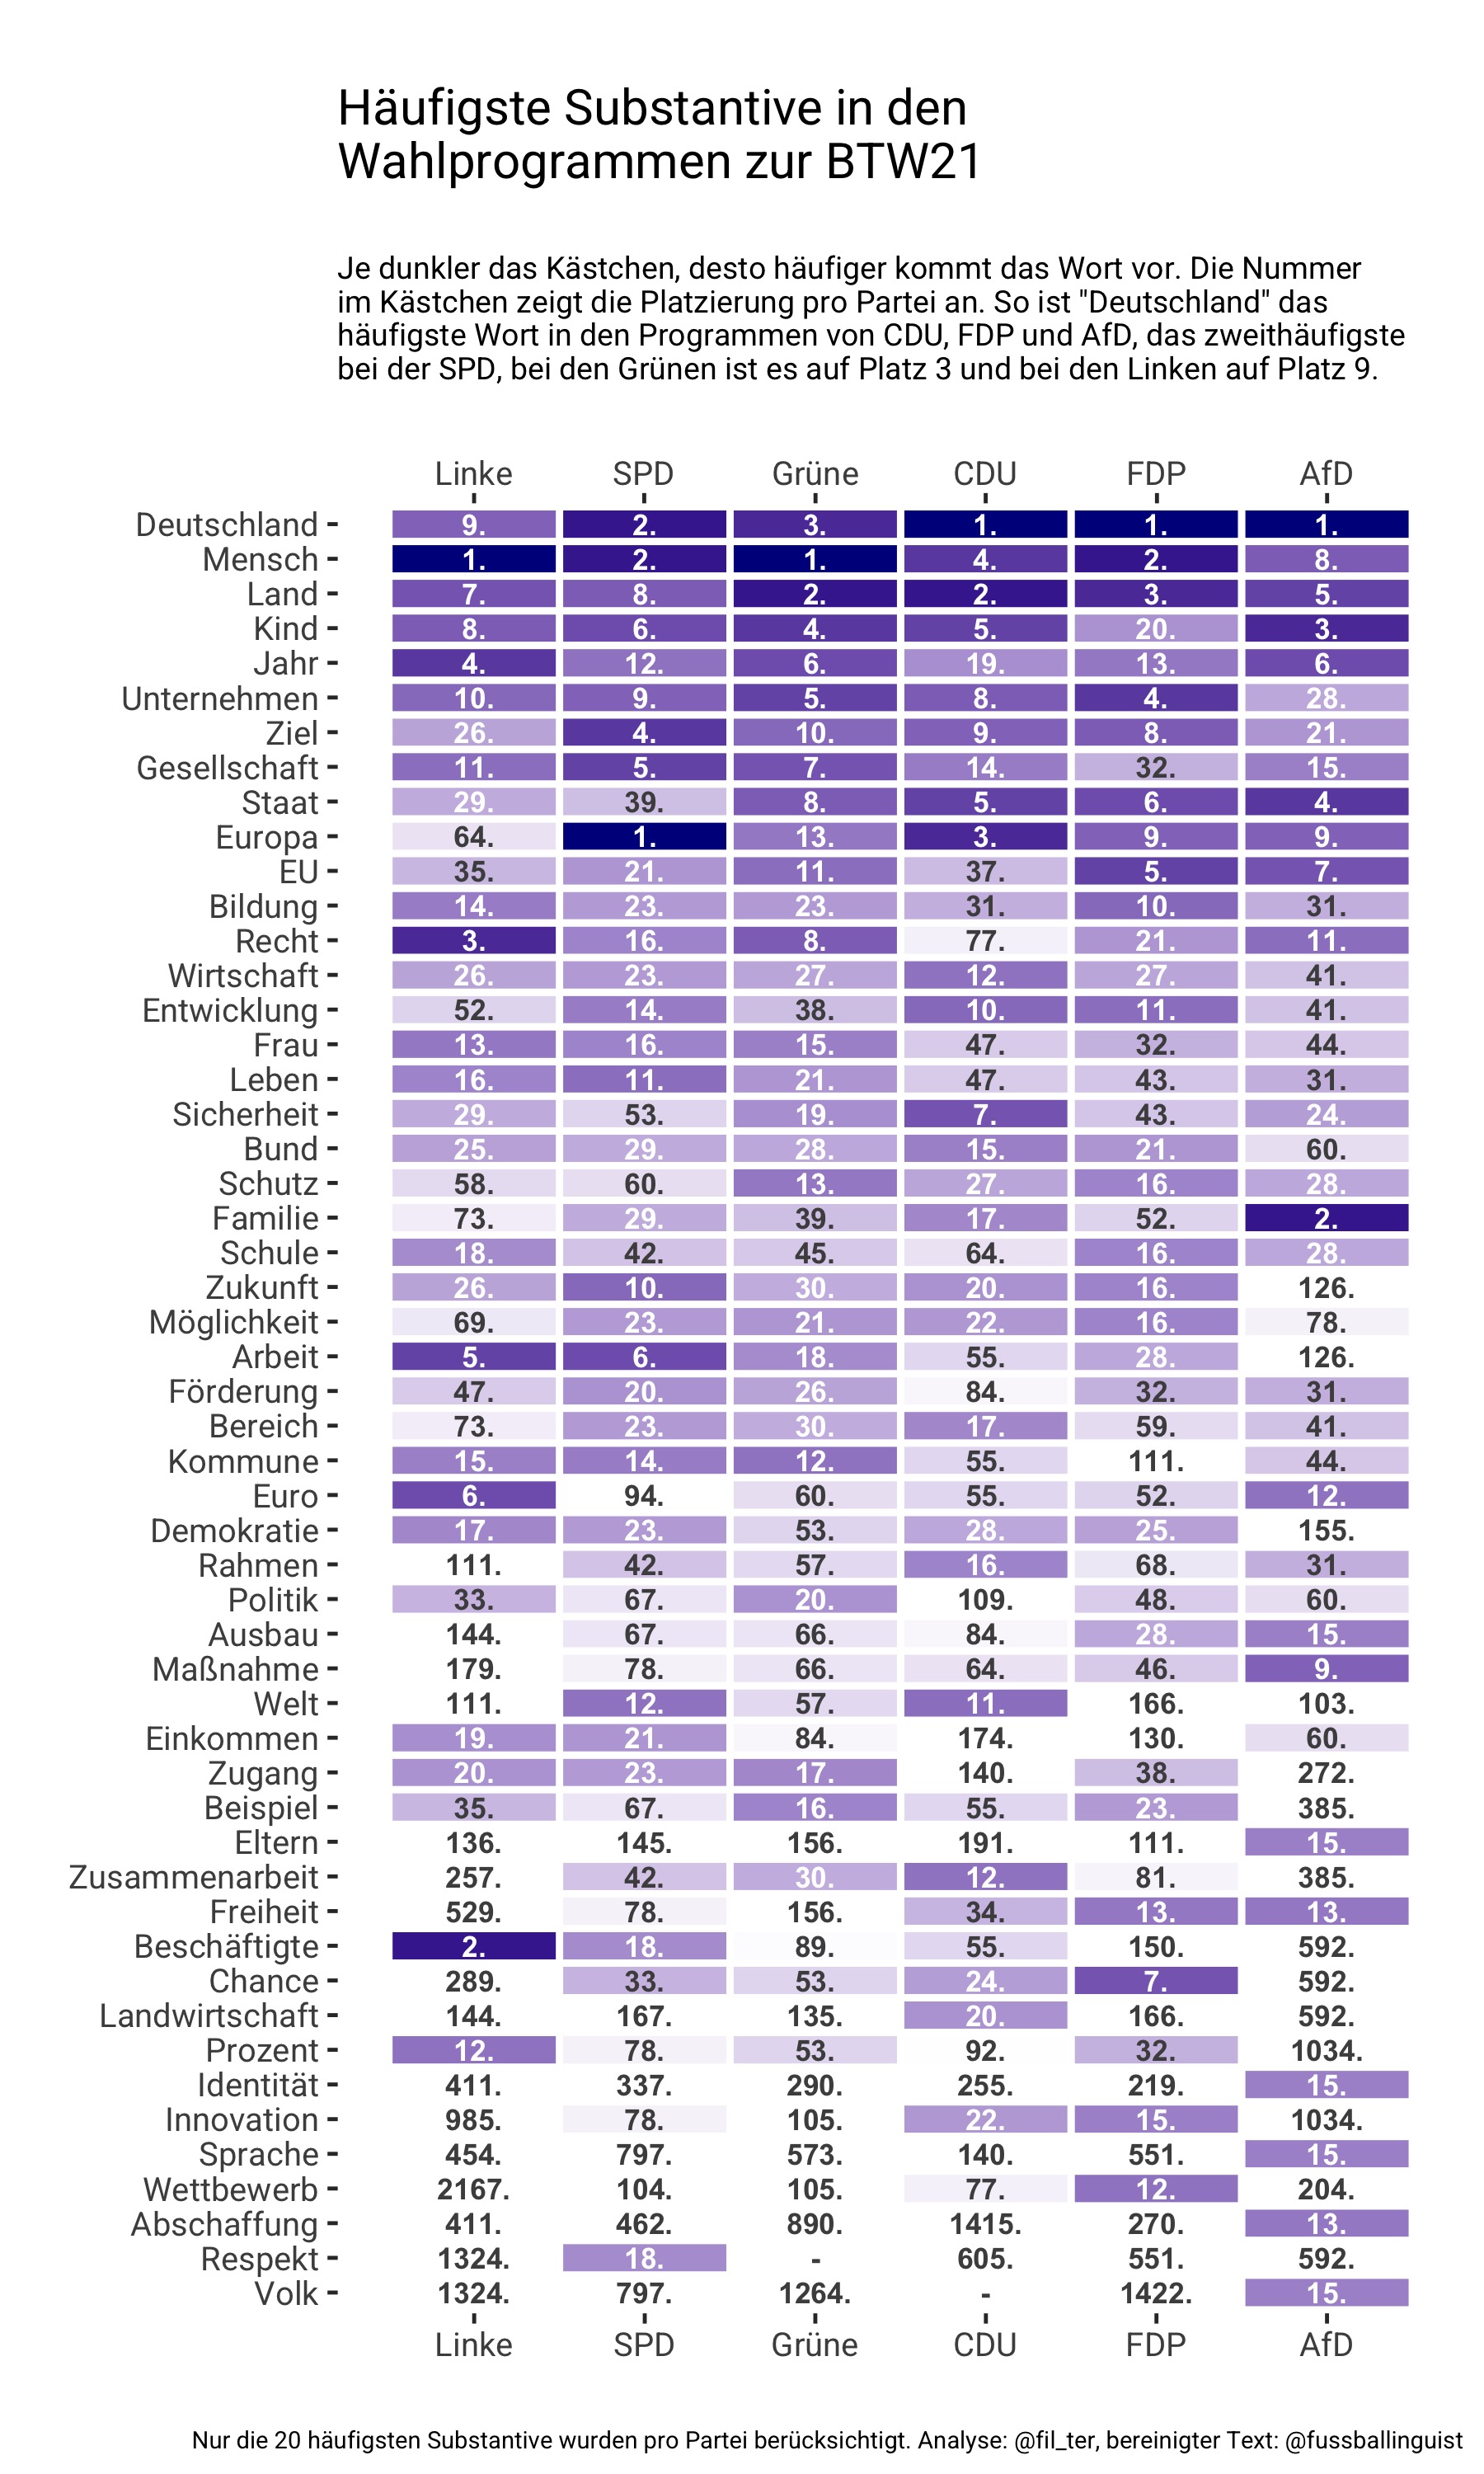 Häufigste Substantive in den
Wahlprogrammen zur BTW21
Je dunkler das Kästchen, desto häufiger kommt das Wort vor. Die Nummer
im Kästchen zeigt die Platzierung pro Partei an. So ist "Deutschland" das
häufigste Wort in den Programmen von CDU, FDP und AfD, das zweithäufigste
bei der SPD, bei den Grünen ist es auf Platz 3 und bei den Linken auf Platz 9.
Linke SPD Grüne CDU FDP AfD
Deutschland 9. 2. 3. 1. 1. 1.
Mensch 1. 2. 1. 4. 2. 8.
Land 7. 8. 2. 2. 3. 5.
Kind 8. 6. 4. 5. 20. 3.
Jahr 4. 12. 6. 19. 13. 6.
Unternehmen 10. 9. 5. 8. 4. 28.
Ziel 26. 4. 10. 9. 8. 21.
Gesellschaft 11. 5. 7. 14. 32. 15.
Staat 29. 39. 8. 5. 6. 4.
Europa 64. 1. 13. 3. 9. 9.
EU 35. 21. 11. 37. 5. 7.
Bildung 14. 23. 23. 31. 10. 31.
Recht 3. 16. 8. 77. 21. 11.
Wirtschaft 26. 23. 27. 12. 27. 41.
Entwicklung 52. 14. 38. 10. 11. 41.
Frau 13. 16. 15. 47. 32. 44.
Leben 16. 11. 21. 47. 43. 31.
Sicherheit 29. 53. 19. 7. 43. 24.
Bund 25. 29. 28. 15. 21. 60.
Schutz 58. 60. 13. 27. 16. 28.
Familie 73. 29. 39. 17. 52. 2.
Schule 18. 42. 45. 64. 16. 28.
Zukunft 26. 10. 30. 20. 16. 126.
Möglichkeit 69. 23. 21. 22. 16. 78.
Arbeit 5. 6. 18. 55. 28. 126.
Förderung 47. 20. 26. 84. 32. 31.
Bereich 73. 23. 30. 17. 59. 41.
Kommune 15. 14. 12. 55. 111. 44.
Euro 6. 94. 60. 55. 52. 12.
Demokratie 17. 23. 53. 28. 25. 155.
Rahmen 111. 42. 57. 16. 68. 31.
Politik 33. 67. 20. 109. 48. 60.
Ausbau 144. 67. 66. 84. 28. 15.
Maßnahme 179. 78. 66. 64. 46. 9.
Welt 111. 12. 57. 11. 166. 103.
Einkommen 19. 21. 84. 174. 130. 60.
Zugang 20. 23. 17. 140. 38. 272.
Beispiel 35. 67. 16. 55. 23. 385.
Eltern 136. 145. 156. 191. 111. 15.
Zusammenarbeit 257. 42. 30. 12. 81. 385.
Freiheit 529. 78. 156. 34. 13. 13.
Beschäftigte 2. 18. 89. 55. 150. 592.
Chance 289. 33. 53. 24. 7. 592.
Landwirtschaft 144. 167. 135. 20. 166. 592.
Prozent 12. 78. 53. 92. 32. 1034.
Identität 411. 337. 290. 255. 219. 15.
Innovation 985. 78. 105. 22. 15. 1034.
Sprache 454. 797. 573. 140. 551. 15.
Wettbewerb 2167. 104. 105. 77. 12. 204.
Abschaffung 411. 462. 890. 1415. 270. 13.
Respekt 1324. 18. - 605. 551. 592.
Volk 1324. 797. 1264. - 1422. 15.
Linke SPD Grüne CDU FDP AfD
Nur die 20 häufigsten Substantive wurden pro Partei berücksichtigt. Analyse: @fil_ter, bereinigter Text: @fussballinguist